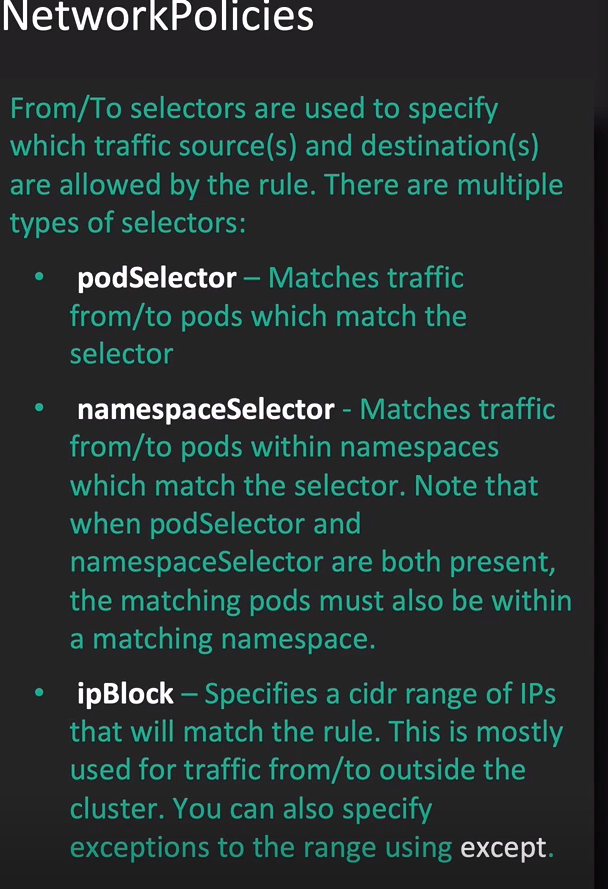 NetworkPolicies
From/To selectors are used to specify
which traffic source(s) and destination(s)
are allowed by the rule. There are multiple
types of selectors:
• podSelector – Matches traffic
from/to pods which match the
selector
• namespaceSelector - Matches traffic
from/to pods within namespaces
which match the selector. Note that
when podSelector and
namespaceSelector are both present,
the matching pods must also be within
a matching namespace.
• ipBlock – Specifies a cidr range of IPs
that will match the rule. This is mostly
used for traffic from/to outside the
cluster. You can also specify
exceptions to the range using except.